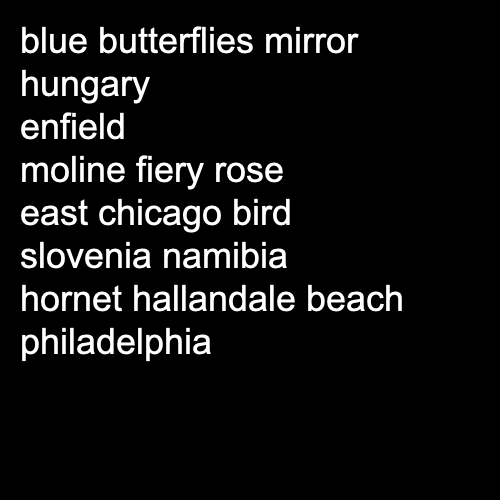 blue butterflies mirror
hungary
enfield
moline fiery rose
east chicago bird
slovenia namibia
hornet hallandale beach
philadelphia